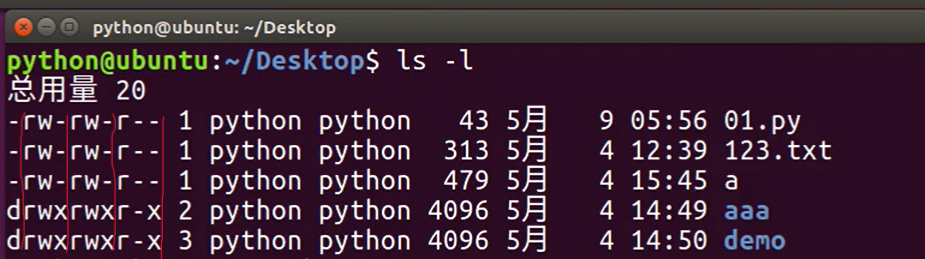 python@ubuntu: ~/Desktop
python@ubuntu:~/Desktop$ ls -l
总用量 20
-rw-rw-r-- 1 python python   43 5月   9 05:56 01.py
-rw-rw-r-- 1 python python  313 5月   4 12:39 123.txt
-rw-rw-r-- 1 python python  479 5月   4 15:45 a
drwxrwxr-x 2 python python 4096 5月   4 14:49 aaa
drwxrwxr-x 3 python python 4096 5月   4 14:50 demo